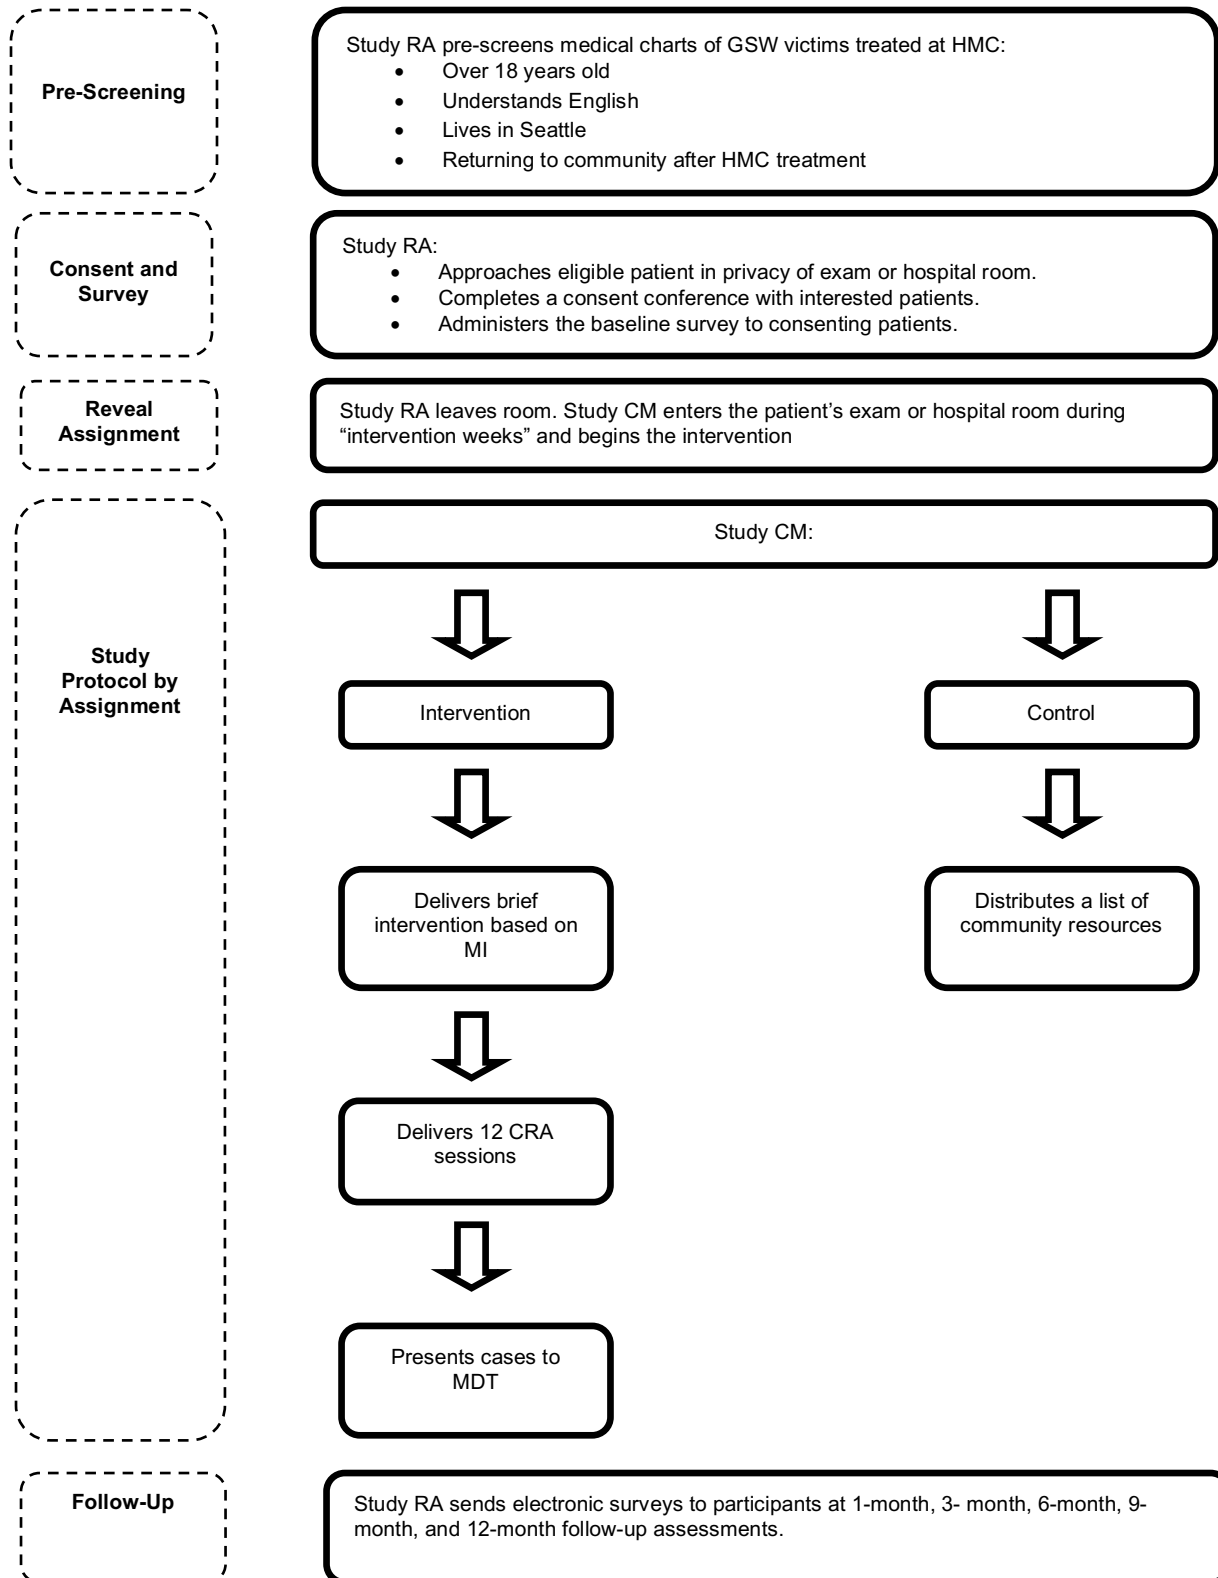 Pre-Screening
Study RA pre-screens medical charts of GSW victims treated at HMC:
• Over 18 years old
• Understands English
• Lives in Seattle
• Returning to community after HMC treatment
Consent and
Survey
Study RA:
• Approaches eligible patient in privacy of exam or hospital room.
• Completes a consent conference with interested patients.
• Administers the baseline survey to consenting patients.
Reveal
Assignment
Study RA leaves room. Study CM enters the patient’s exam or hospital room during
“intervention weeks” and begins the intervention
Study CM:
Study
Protocol by
Assignment
Intervention
Control
Delivers brief
intervention based on
MI
Distributes a list of
community resources
Delivers 12 CRA
sessions
Presents cases to
MDT
Follow-Up
Study RA sends electronic surveys to participants at 1-month, 3- month, 6-month, 9-
month, and 12-month follow-up assessments.